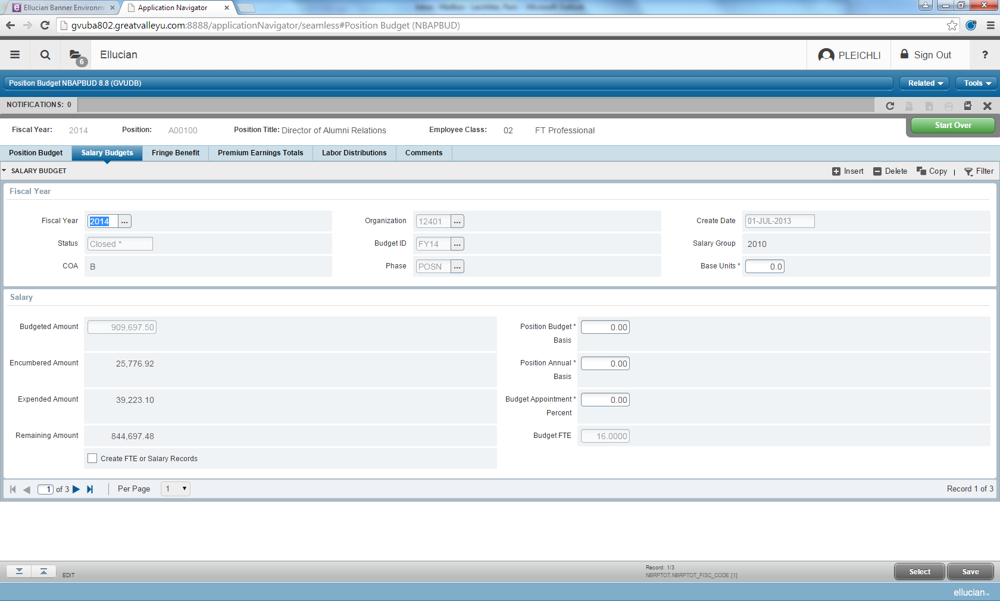 Ellucian Banner Environm
Application Navigator
gvuba802.greatvalleyu.com:8888/applicationNavigator/seamless#Position Budget (NBAPBUD)
6
Ellucian
PLEICHLI
Sign Out
?
Position Budget NBAPBUD 8.8 (GVUDB)
Related
Tools
NOTIFICATIONS: 0
Fiscal Year: 2014 Position: A00100 Position Title: Director of Alumni Relations Employee Class: 02 FT Professional
Start Over
Position Budget Salary Budgets Fringe Benefit Premium Earnings Totals Labor Distributions Comments
SALARY BUDGET
Insert Delete Copy | Filter
Fiscal Year
Fiscal Year 2014 ... Organization 12401 ... Create Date 01-JUL-2013
Status Closed * Budget ID FY14 ... Salary Group 2010
COA B Phase POSN ... Base Units * 0.0
Salary
Budgeted Amount 909,697.50 Position Budget * 0.00
Basis
Encumbered Amount 25,776.92 Position Annual * 0.00
Basis
Expended Amount 39,223.10 Budget Appointment * 0.00
Percent
Remaining Amount 844,697.48 Budget FTE 16.0000
Create FTE or Salary Records
1 of 3 Per Page 1 Record 1 of 3
EDIT
Record: 1/3
NBRPTOT.NBRPTOT_FISC_CODE [1]
Select
Save
ellucian